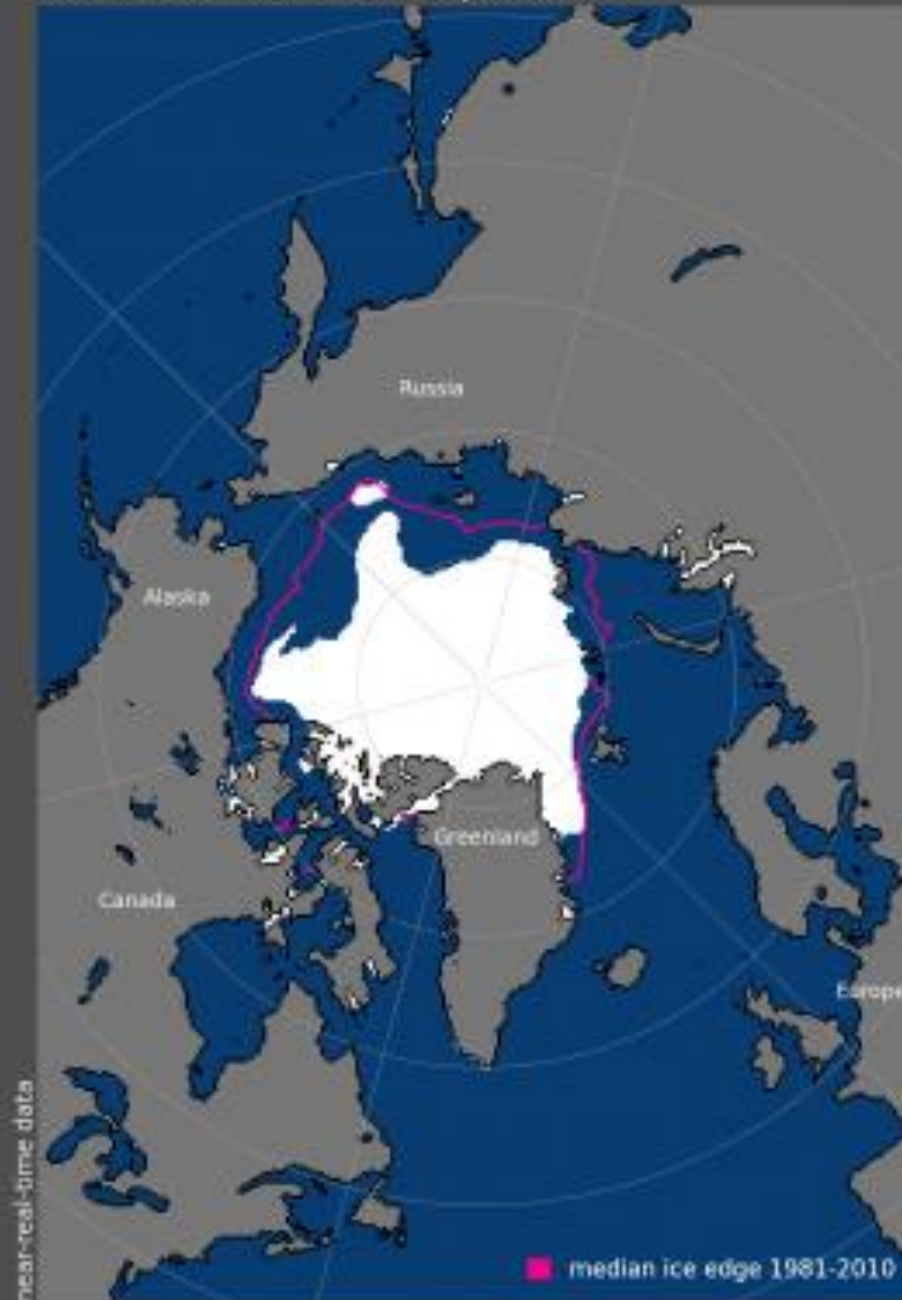 Russia
Alaska
Greenland
Canada
Europe
near-real-time data
median ice edge 1981-2010